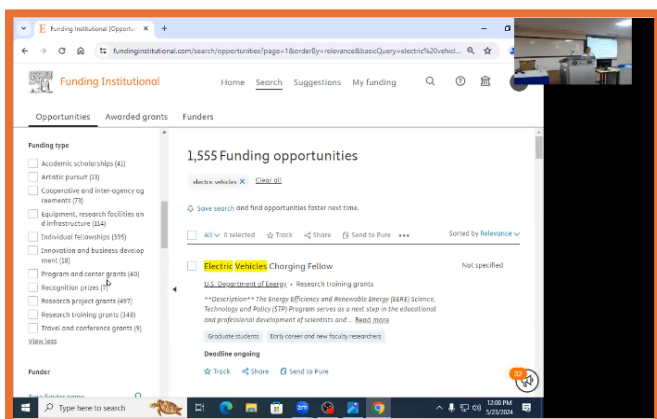 Funding Institutional [Opportu
fundinginstitutional.com/search/opportunities?page=1&orderBy=relevance&basicQuery=electric%20vehicl...
Funding Institutional
Home Search Suggestions My funding
Opportunities Awarded grants Funders
Funding type
Academic scholarships (41)
Artistic pursuit (13)
Cooperative and inter-agency ag
reements (73)
Equipment, research facilities an
d infrastructure (114)
Individual fellowships (395)
Innovation and business develop
ment (18)
Program and center grants (40)
Recognition prizes (7)
Research project grants (497)
Research training grants (348)
Travel and conference grants (9)
View less
Funder
1,555 Funding opportunities
electric vehicles X Clear all
Save search and find opportunities faster next time.
All 0 selected Track Share Send to Pure •••
Sorted by Relevance
Electric Vehicles Charging Fellow
Not specified
U.S. Department of Energy • Research training grants
**Description** The Energy Efficiency and Renewable Energy (EERE) Science,
Technology and Policy (STP) Program serves as a next step in the educational
and professional development of scientists and ... Read more
Graduate students Early career and new faculty researchers
Deadline ongoing
Track Share Send to Pure
32
Type here to search
zm
12:00 PM
5/23/2024